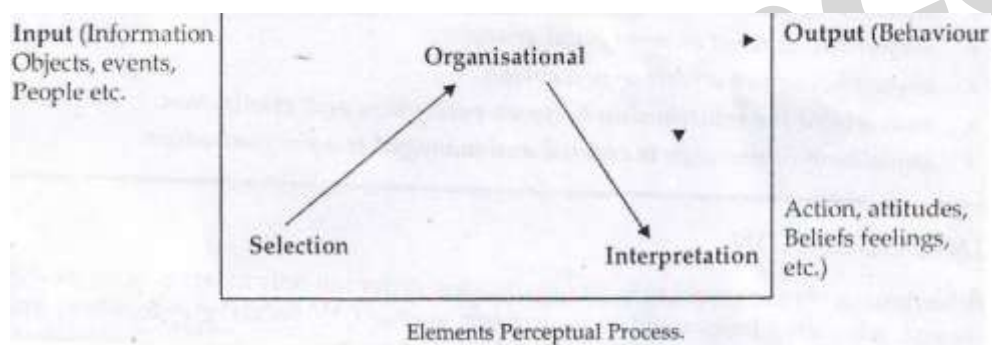 Input (Information
Objects, events,
People etc.
Organisational
Output (Behaviour
Selection
Interpretation
Action, attitudes,
Beliefs feelings,
etc.)
Elements Perceptual Process.